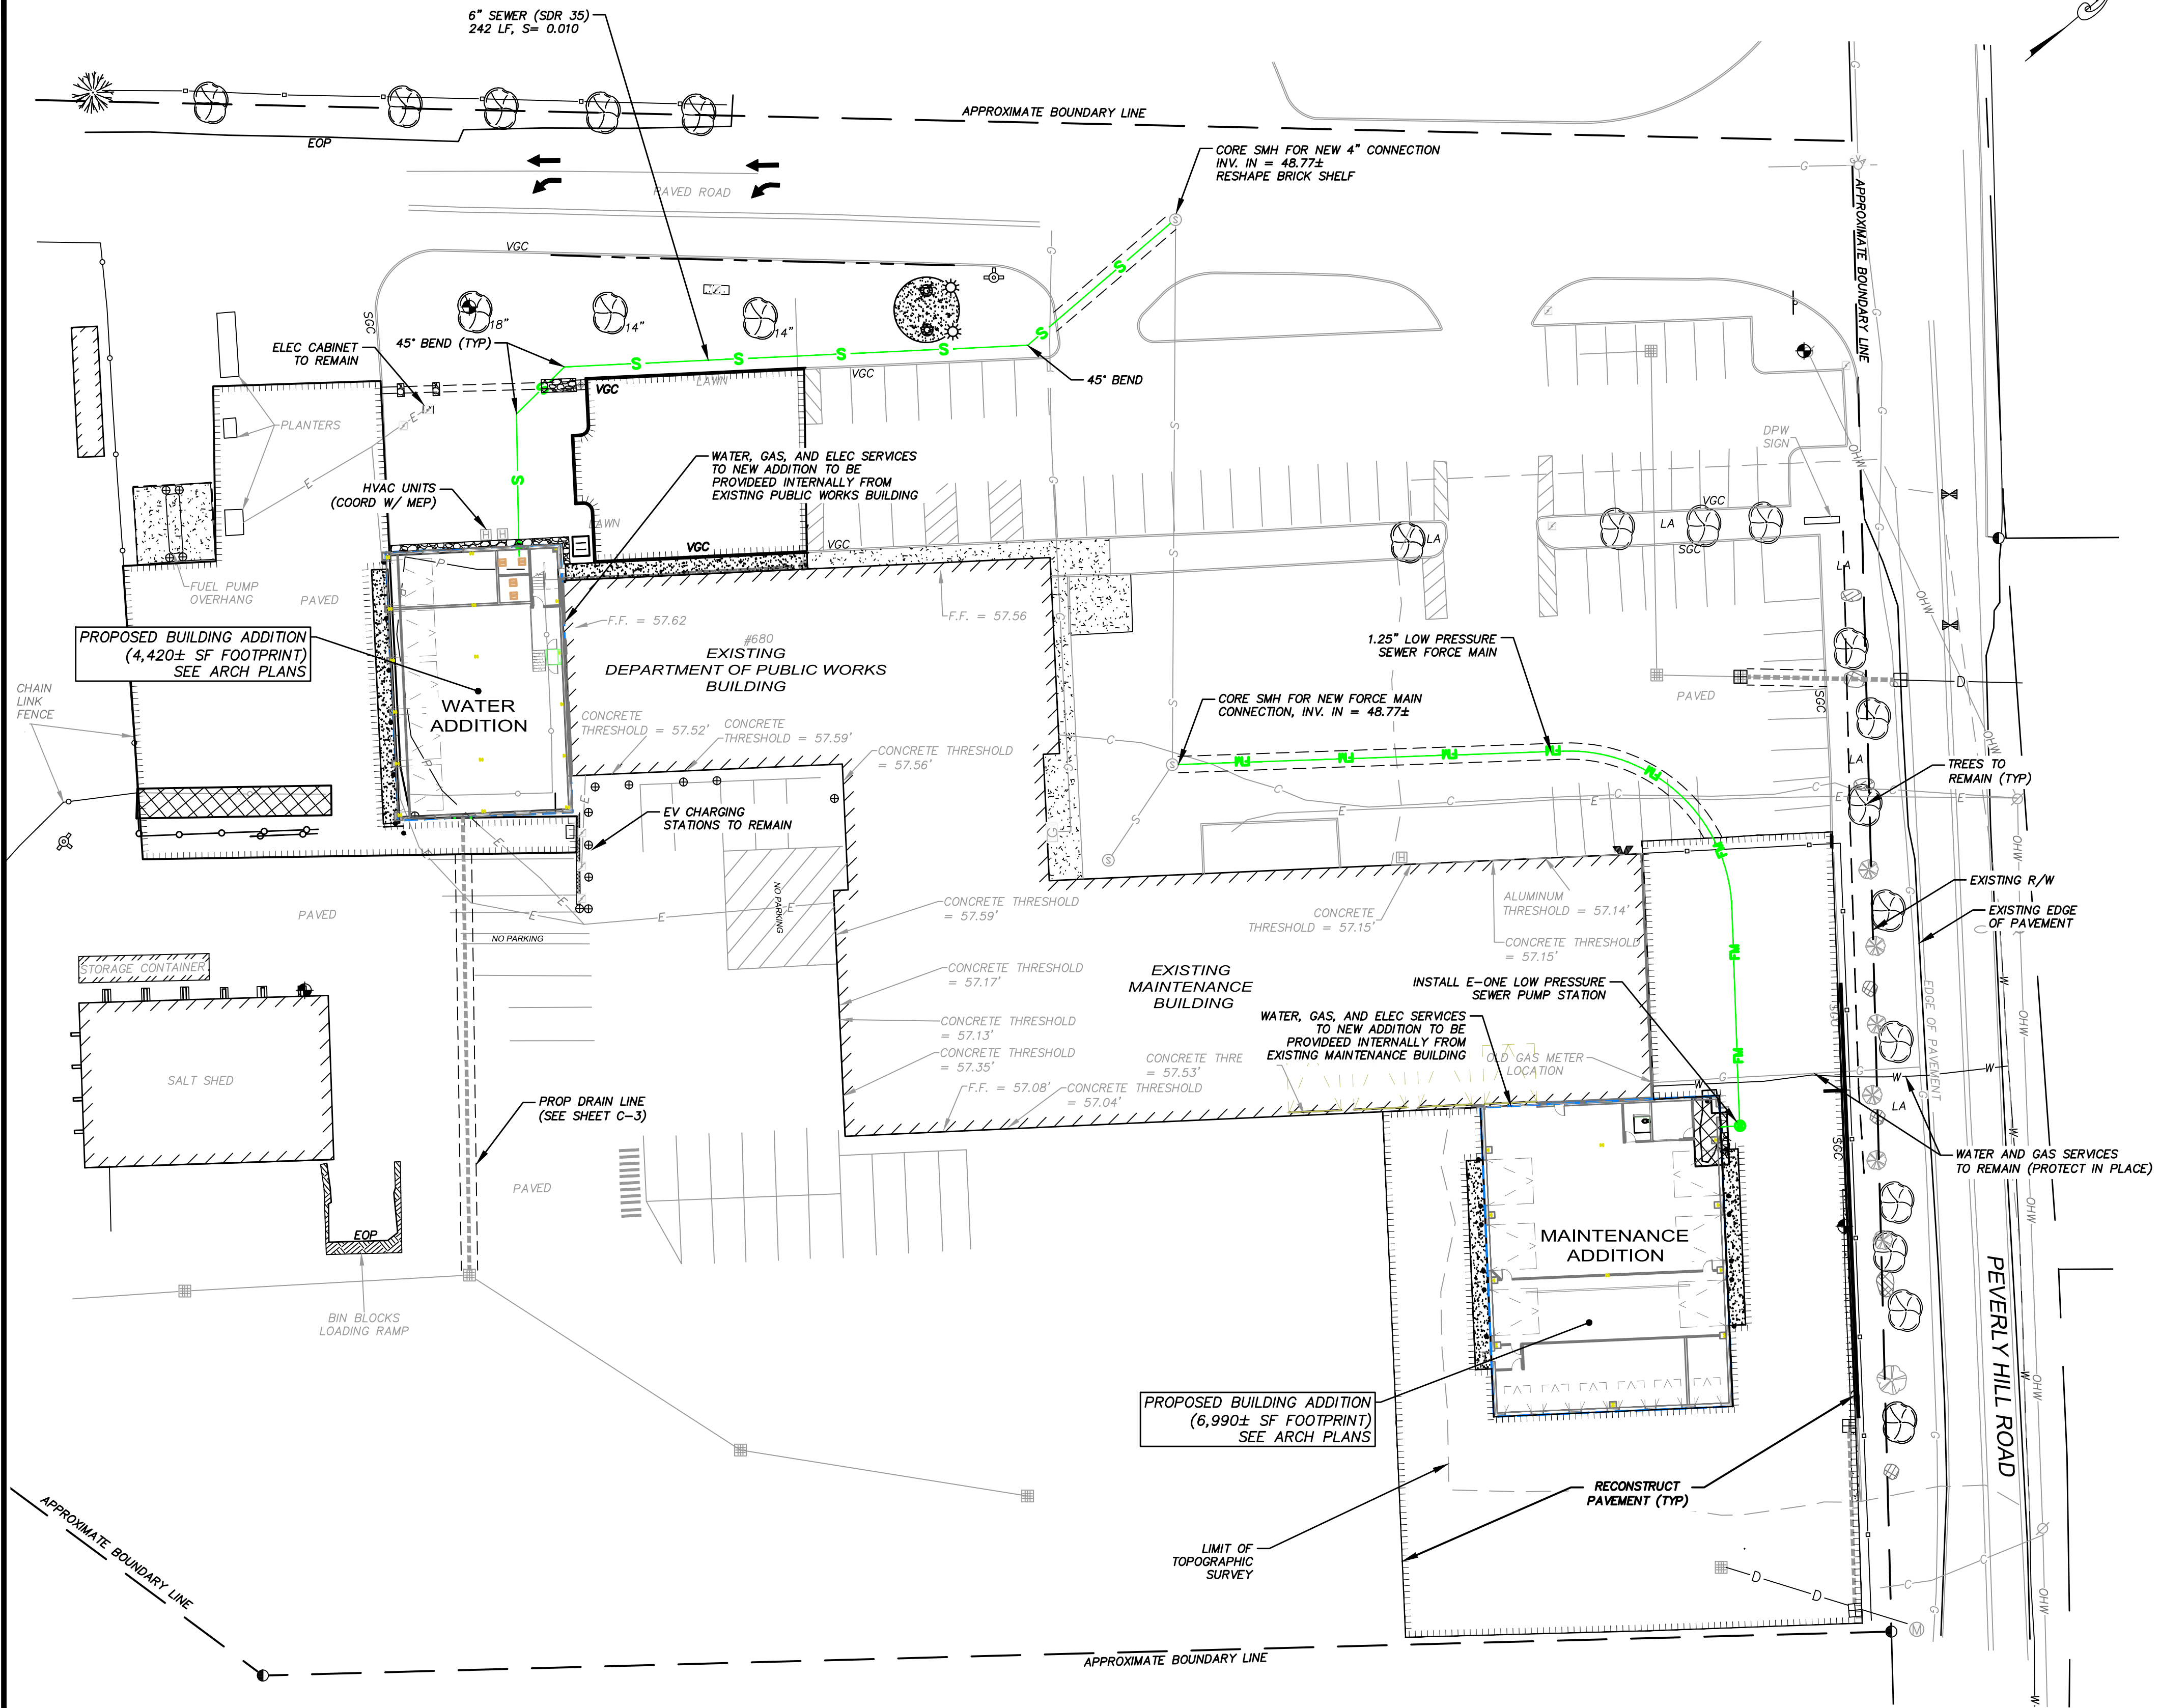 6" SEWER (SDR 35)
242 LF, S= 0.010
APPROXIMATE BOUNDARY LINE
EOP
CORE SMH FOR NEW 4" CONNECTION
INV. IN = 48.77±
RESHAPE BRICK SHELF
PAVED ROAD
APPROXIMATE BOUNDARY LINE
VGC
SGC
18"
14"
14"
ELEC CABINET
TO REMAIN
45° BEND (TYP)
45° BEND
VGC
LAWN
VGC
PLANTERS
DPW
SIGN
WATER, GAS, AND ELEC SERVICES
TO NEW ADDITION TO BE
PROVIDEED INTERNALLY FROM
EXISTING PUBLIC WORKS BUILDING
HVAC UNITS
(COORD W/ MEP)
LAWN
VGC
VGC
VGC
LA
SGC
LA
LA
FUEL PUMP
OVERHANG
PAVED
F.F. = 57.62
F.F. = 57.56
PROPOSED BUILDING ADDITION
(4,420± SF FOOTPRINT)
SEE ARCH PLANS
#680
EXISTING
DEPARTMENT OF PUBLIC WORKS
BUILDING
1.25" LOW PRESSURE
SEWER FORCE MAIN
CHAIN
LINK
FENCE
WATER
ADDITION
CORE SMH FOR NEW FORCE MAIN
CONNECTION, INV. IN = 48.77±
PAVED
SGC
D
CONCRETE
THRESHOLD = 57.52'
CONCRETE
THRESHOLD = 57.59'
CONCRETE THRESHOLD
= 57.56'
LA
TREES TO
REMAIN (TYP)
EV CHARGING
STATIONS TO REMAIN
NO PARKING
EXISTING R/W
EXISTING EDGE
OF PAVEMENT
PAVED
NO PARKING
CONCRETE THRESHOLD
= 57.59'
CONCRETE
THRESHOLD = 57.15'
ALUMINUM
THRESHOLD = 57.14'
CONCRETE THRESHOLD
= 57.15'
STORAGE CONTAINER
CONCRETE THRESHOLD
= 57.17'
EXISTING
MAINTENANCE
BUILDING
INSTALL E-ONE LOW PRESSURE
SEWER PUMP STATION
EDGE OF PAVEMENT
CONCRETE THRESHOLD
= 57.13'
WATER, GAS, AND ELEC SERVICES
TO NEW ADDITION TO BE
PROVIDEED INTERNALLY FROM
EXISTING MAINTENANCE BUILDING
CONCRETE THRESHOLD
= 57.35'
CONCRETE THRE
= 57.53'
OLD GAS METER
LOCATION
SALT SHED
F.F. = 57.08'
CONCRETE THRESHOLD
= 57.04'
LA
PROP DRAIN LINE
(SEE SHEET C-3)
SGC
WATER AND GAS SERVICES
TO REMAIN (PROTECT IN PLACE)
PAVED
EOP
MAINTENANCE
ADDITION
PEVERLY HILL ROAD
BIN BLOCKS
LOADING RAMP
PROPOSED BUILDING ADDITION
(6,990± SF FOOTPRINT)
SEE ARCH PLANS
RECONSTRUCT
PAVEMENT (TYP)
LIMIT OF
TOPOGRAPHIC
SURVEY
APPROXIMATE BOUNDARY LINE
APPROXIMATE BOUNDARY LINE